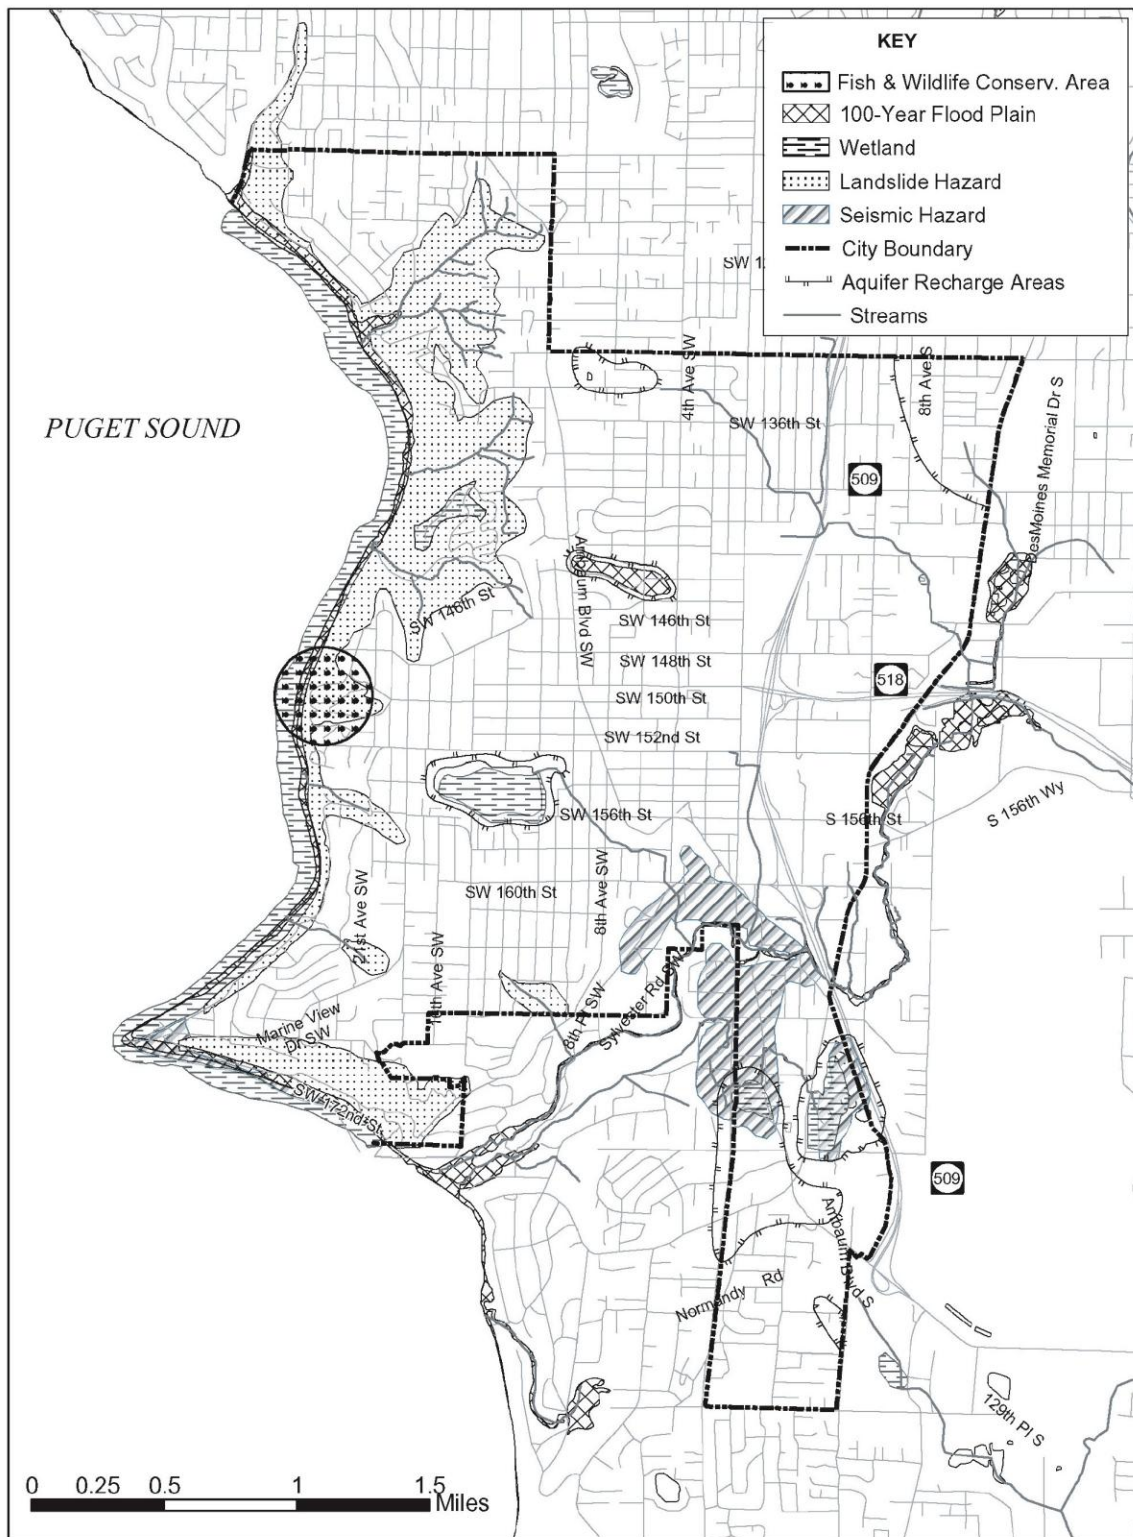 KEY
Fish & Wildlife Conserv. Area
100-Year Flood Plain
Wetland
Landslide Hazard
Seismic Hazard
City Boundary
Aquifer Recharge Areas
Streams
SW 1
PUGET SOUND
4th Ave SW
8th Ave S
DesMoines Memorial Dr S
SW 136th St
509
Ambaum Blvd SW
SW 146th St
SW 146th St
SW 148th St
518
SW 150th St
SW 152nd St
SW 156th St
S 156th St
S 156th Wy
SW 160th St
8th Ave SW
21st Ave SW
16th Ave SW
Marine View
Dr SW
8th Pl SW
Sylvester Rd SW
SW 172nd St
509
Ambaum Blvd S
Normandy Rd
129th Pl S
0 0.25 0.5 1 1.5
Miles